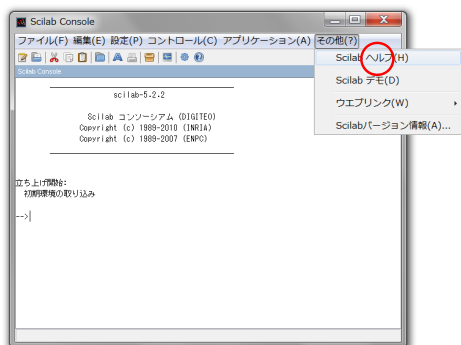 Scilab Console
ファイル(F) 編集(E) 設定(P) コントロール(C) アプリケーション(A) その他(?)
Scilab ヘルプ(H)
Scilab デモ(D)
ウエブリンク(W)
Scilabバージョン情報(A)...
Scilab Console
scilab-5.2.2
Scilab コンソーシアム (DIGITEO)
Copyright (c) 1989-2010 (INRIA)
Copyright (c) 1989-2007 (ENPC)
立ち上げ開始:
初期環境の取り込み
-->